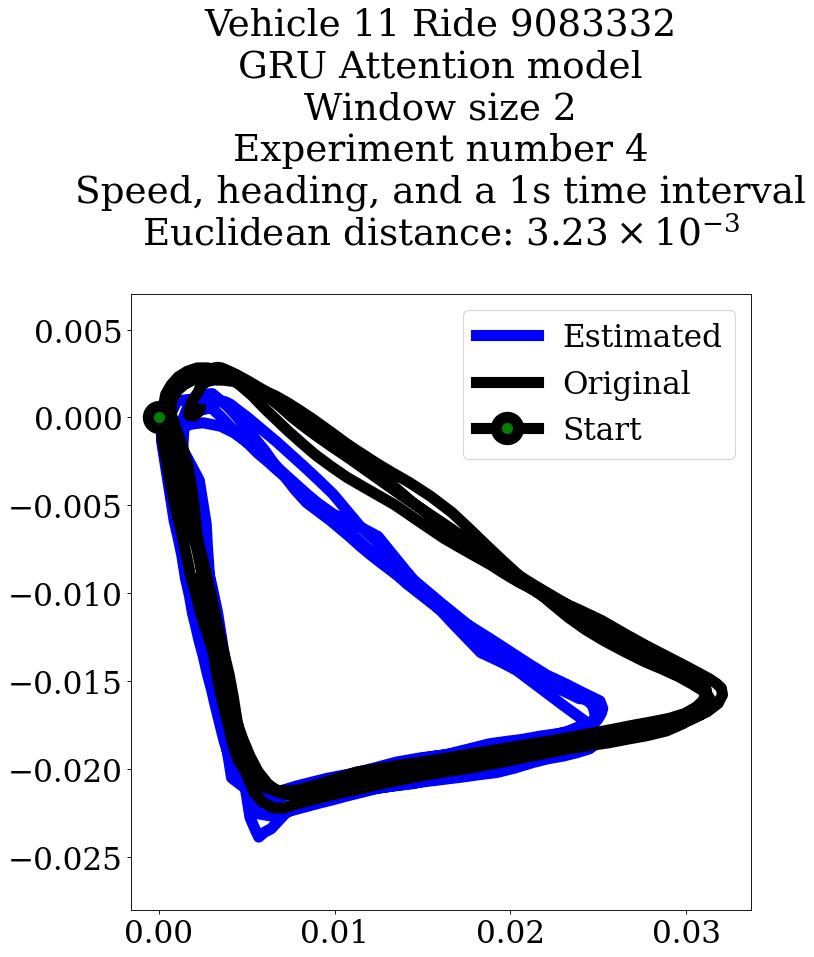 Vehicle 11 Ride 9083332
GRU Attention model
Window size 2
Experiment number 4
Speed, heading, and a 1s time interval
Euclidean distance: 3.23 × 10⁻³
Estimated
Original
Start
0.005
0.000
−0.005
−0.010
−0.015
−0.020
−0.025
0.00 0.01 0.02 0.03